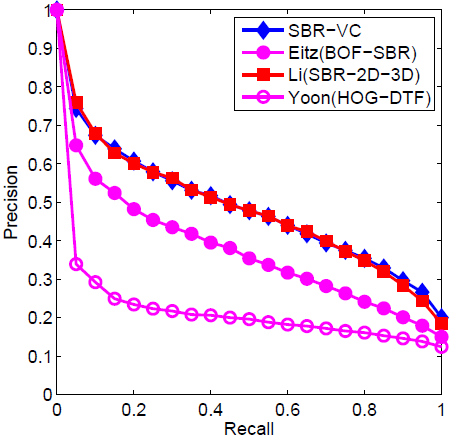 1
0.9
0.8
0.7
0.6
0.5
0.4
0.3
0.2
0.1
0
Precision
SBR-VC
Eitz(BOF-SBR)
Li(SBR-2D-3D)
Yoon(HOG-DTF)
0 0.2 0.4 0.6 0.8 1
Recall